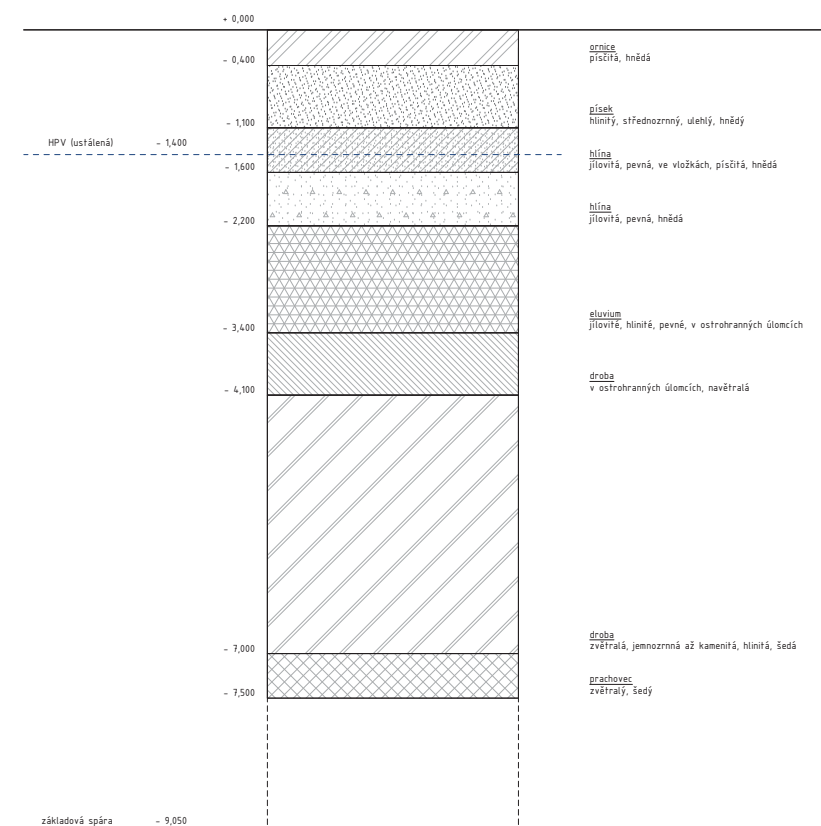 + 0,000
ornice
písčitá, hnědá
- 0,400
písek
hlinitý, střednozrnný, ulehlý, hnědý
- 1,100
HPV (ustálená) - 1,400
hlína
jílovitá, pevná, ve vložkách, písčitá, hnědá
- 1,600
hlína
jílovitá, pevná, hnědá
- 2,200
eluvium
jílovité, hlinité, pevné, v ostrohranných úlomcích
- 3,400
droba
v ostrohranných úlomcích, navětralá
- 4,100
droba
zvětralá, jemnozrnná až kamenitá, hlinitá, šedá
- 7,000
prachovec
zvětralý, šedý
- 7,500
základová spára - 9,050